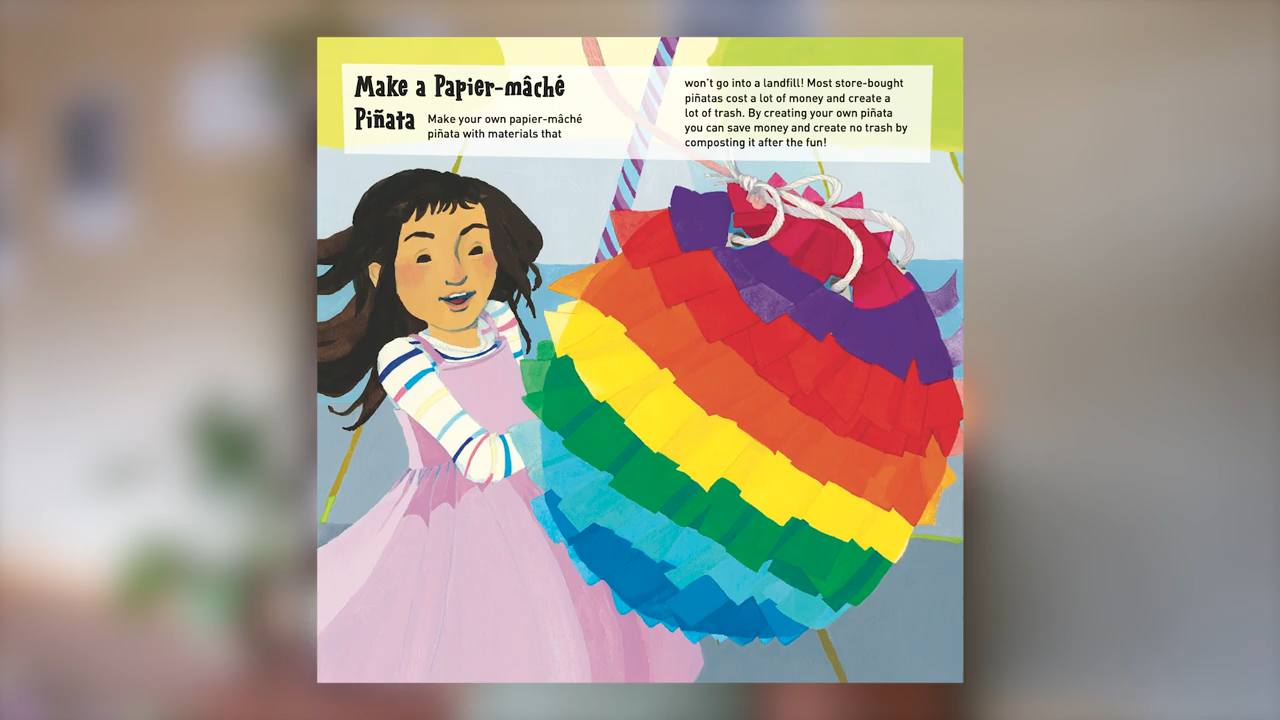 Make a Papier-mâché
Piñata
Make your own papier-mâché
piñata with materials that
won't go into a landfill! Most store-bought
piñatas cost a lot of money and create a
lot of trash. By creating your own piñata
you can save money and create no trash by
composting it after the fun!